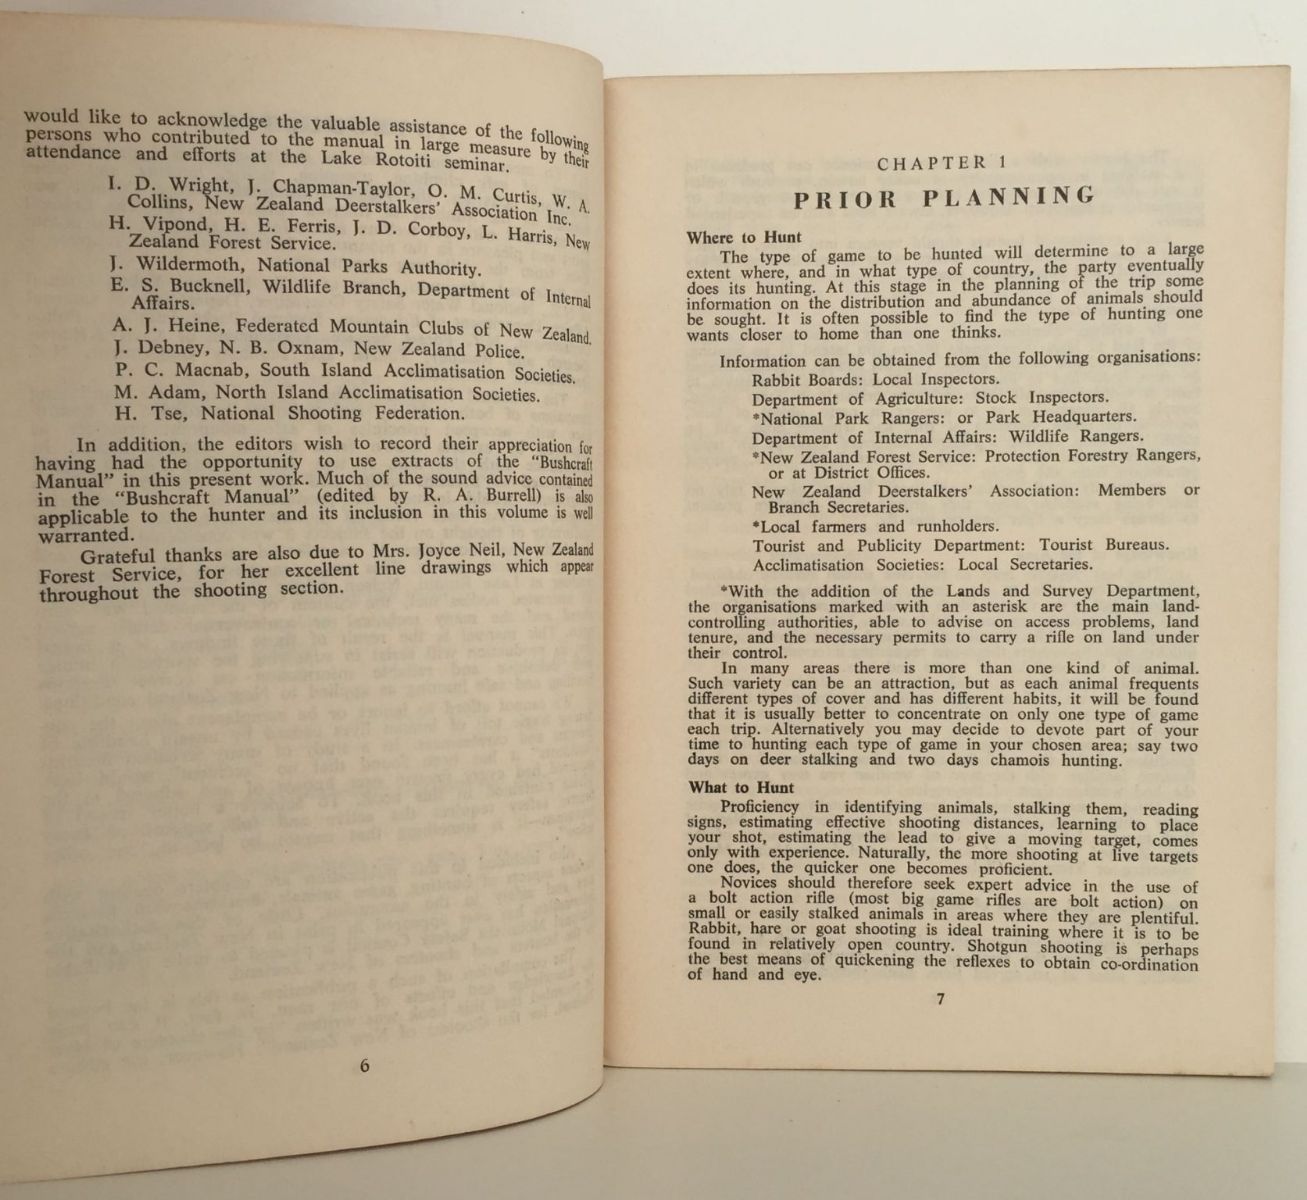 would like to acknowledge the valuable assistance of the following
persons who contributed to the manual in large measure by their
attendance and efforts at the Lake Rotoiti seminar.
I. D. Wright, J. Chapman-Taylor, O. M. Curtis, W. A.
Collins, New Zealand Deerstalkers' Association Inc.
H. Vipond, H. E. Ferris, J. D. Corboy, L. Harris, New
Zealand Forest Service.
J. Wildermoth, National Parks Authority.
E. S. Bucknell, Wildlife Branch, Department of Internal
Affairs.
A. J. Heine, Federated Mountain Clubs of New Zealand.
J. Debney, N. B. Oxnam, New Zealand Police.
P. C. Macnab, South Island Acclimatisation Societies.
M. Adam, North Island Acclimatisation Societies.
H. Tse, National Shooting Federation.
In addition, the editors wish to record their appreciation for
having had the opportunity to use extracts of the "Bushcraft
Manual" in this present work. Much of the sound advice contained
in the "Bushcraft Manual" (edited by R. A. Burrell) is also
applicable to the hunter and its inclusion in this volume is well
warranted.
Grateful thanks are also due to Mrs. Joyce Neil, New Zealand
Forest Service, for her excellent line drawings which appear
throughout the shooting section.
6
CHAPTER 1
PRIOR PLANNING
Where to Hunt
The type of game to be hunted will determine to a large
extent where, and in what type of country, the party eventually
does its hunting. At this stage in the planning of the trip some
information on the distribution and abundance of animals should
be sought. It is often possible to find the type of hunting one
wants closer to home than one thinks.
Information can be obtained from the following organisations:
Rabbit Boards: Local Inspectors.
Department of Agriculture: Stock Inspectors.
*National Park Rangers: or Park Headquarters.
Department of Internal Affairs: Wildlife Rangers.
*New Zealand Forest Service: Protection Forestry Rangers,
or at District Offices.
New Zealand Deerstalkers' Association: Members or
Branch Secretaries.
*Local farmers and runholders.
Tourist and Publicity Department: Tourist Bureaus.
Acclimatisation Societies: Local Secretaries.
*With the addition of the Lands and Survey Department,
the organisations marked with an asterisk are the main land-
controlling authorities, able to advise on access problems, land
tenure, and the necessary permits to carry a rifle on land under
their control.
In many areas there is more than one kind of animal.
Such variety can be an attraction, but as each animal frequents
different types of cover and has different habits, it will be found
that it is usually better to concentrate on only one type of game
each trip. Alternatively you may decide to devote part of your
time to hunting each type of game in your chosen area; say two
days on deer stalking and two days chamois hunting.
What to Hunt
Proficiency in identifying animals, stalking them, reading
signs, estimating effective shooting distances, learning to place
your shot, estimating the lead to give a moving target, comes
only with experience. Naturally, the more shooting at live targets
one does, the quicker one becomes proficient.
Novices should therefore seek expert advice in the use of
a bolt action rifle (most big game rifles are bolt action) on
small or easily stalked animals in areas where they are plentiful.
Rabbit, hare or goat shooting is ideal training where it is to be
found in relatively open country. Shotgun shooting is perhaps
the best means of quickening the reflexes to obtain co-ordination
of hand and eye.
7